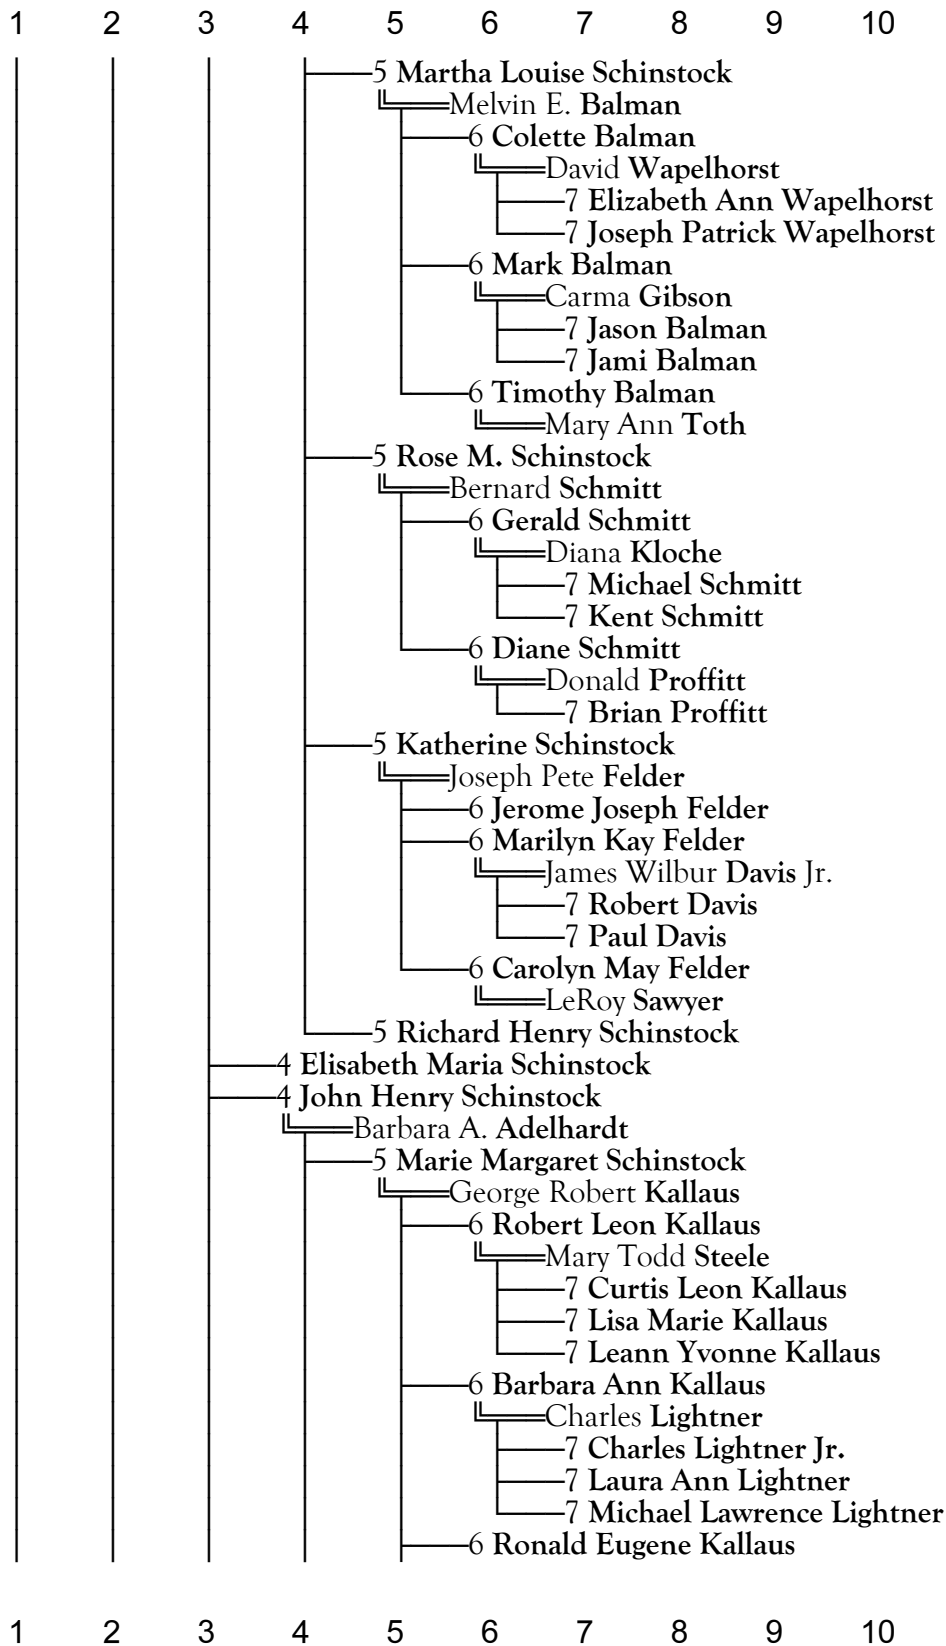 1 2 3 4 5 6 7 8 9 10
5 Martha Louise Schinstock
Melvin E. Balman
6 Colette Balman
David Wapelhorst
7 Elizabeth Ann Wapelhorst
7 Joseph Patrick Wapelhorst
6 Mark Balman
Carma Gibson
7 Jason Balman
7 Jami Balman
6 Timothy Balman
Mary Ann Toth
5 Rose M. Schinstock
Bernard Schmitt
6 Gerald Schmitt
Diana Kloche
7 Michael Schmitt
7 Kent Schmitt
6 Diane Schmitt
Donald Proffitt
7 Brian Proffitt
5 Katherine Schinstock
Joseph Pete Felder
6 Jerome Joseph Felder
6 Marilyn Kay Felder
James Wilbur Davis Jr.
7 Robert Davis
7 Paul Davis
6 Carolyn May Felder
LeRoy Sawyer
5 Richard Henry Schinstock
4 Elisabeth Maria Schinstock
4 John Henry Schinstock
Barbara A. Adelhardt
5 Marie Margaret Schinstock
George Robert Kallaus
6 Robert Leon Kallaus
Mary Todd Steele
7 Curtis Leon Kallaus
7 Lisa Marie Kallaus
7 Leann Yvonne Kallaus
6 Barbara Ann Kallaus
Charles Lightner
7 Charles Lightner Jr.
7 Laura Ann Lightner
7 Michael Lawrence Lightner
6 Ronald Eugene Kallaus
1 2 3 4 5 6 7 8 9 10